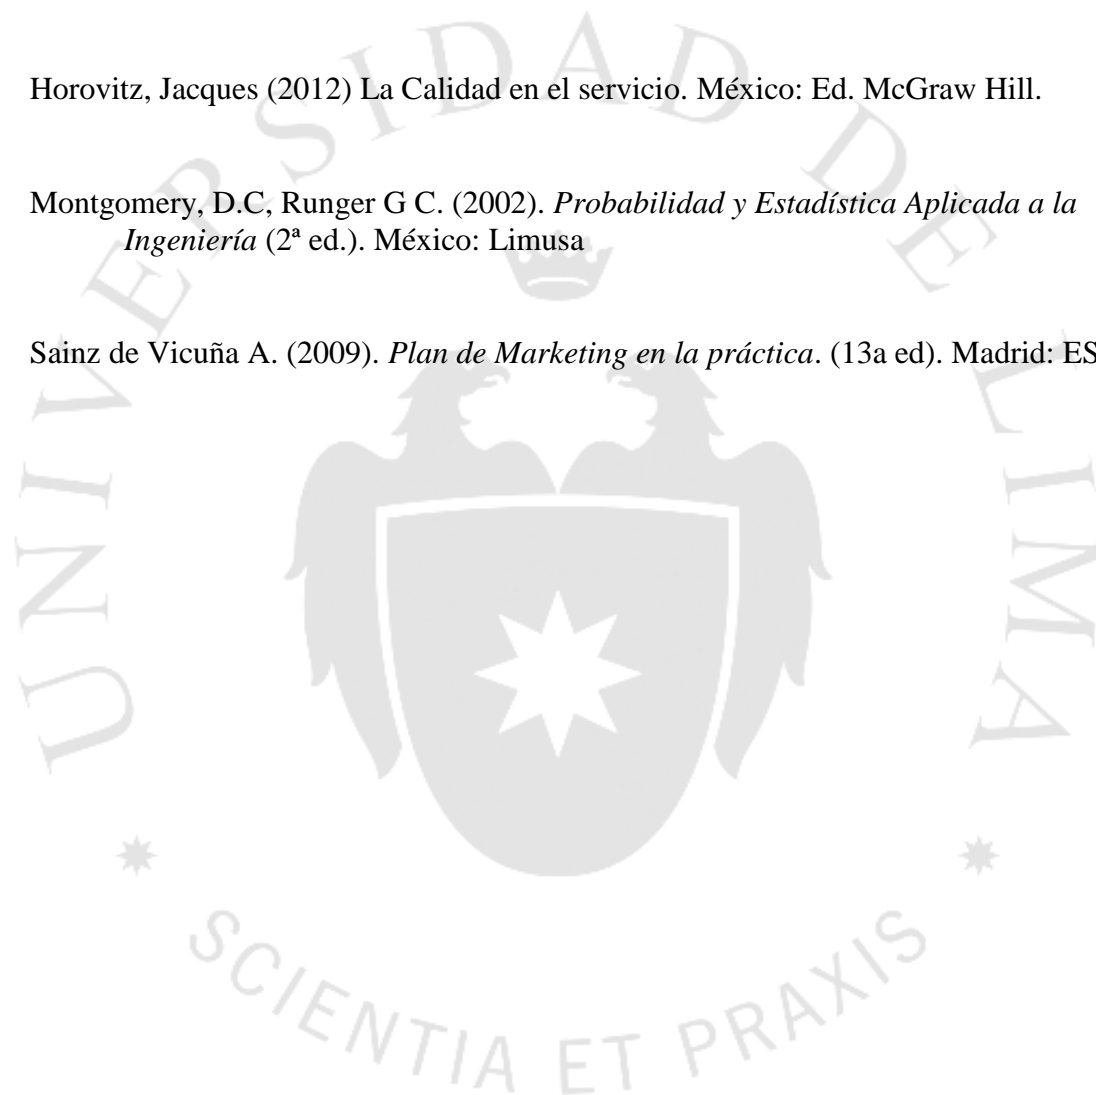 Horovitz, Jacques (2012) La Calidad en el servicio. México: Ed. McGraw Hill.
Montgomery, D.C, Runger G C. (2002). Probabilidad y Estadística Aplicada a la
Ingeniería (2ª ed.). México: Limusa
Sainz de Vicuña A. (2009). Plan de Marketing en la práctica. (13a ed). Madrid: ES
UNIVERSIDAD DE LIMA
SCIENTIA ET PRAXIS